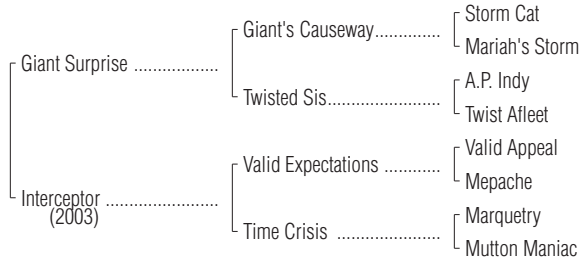 Storm Cat
Giant's Causeway..............
Mariah's Storm
Giant Surprise ..................
A.P. Indy
Twisted Sis........................
Twist Afleet
Valid Appeal
Valid Expectations ............
Mepache
Interceptor ........................
(2003)
Marquetry
Time Crisis ......................
Mutton Maniac